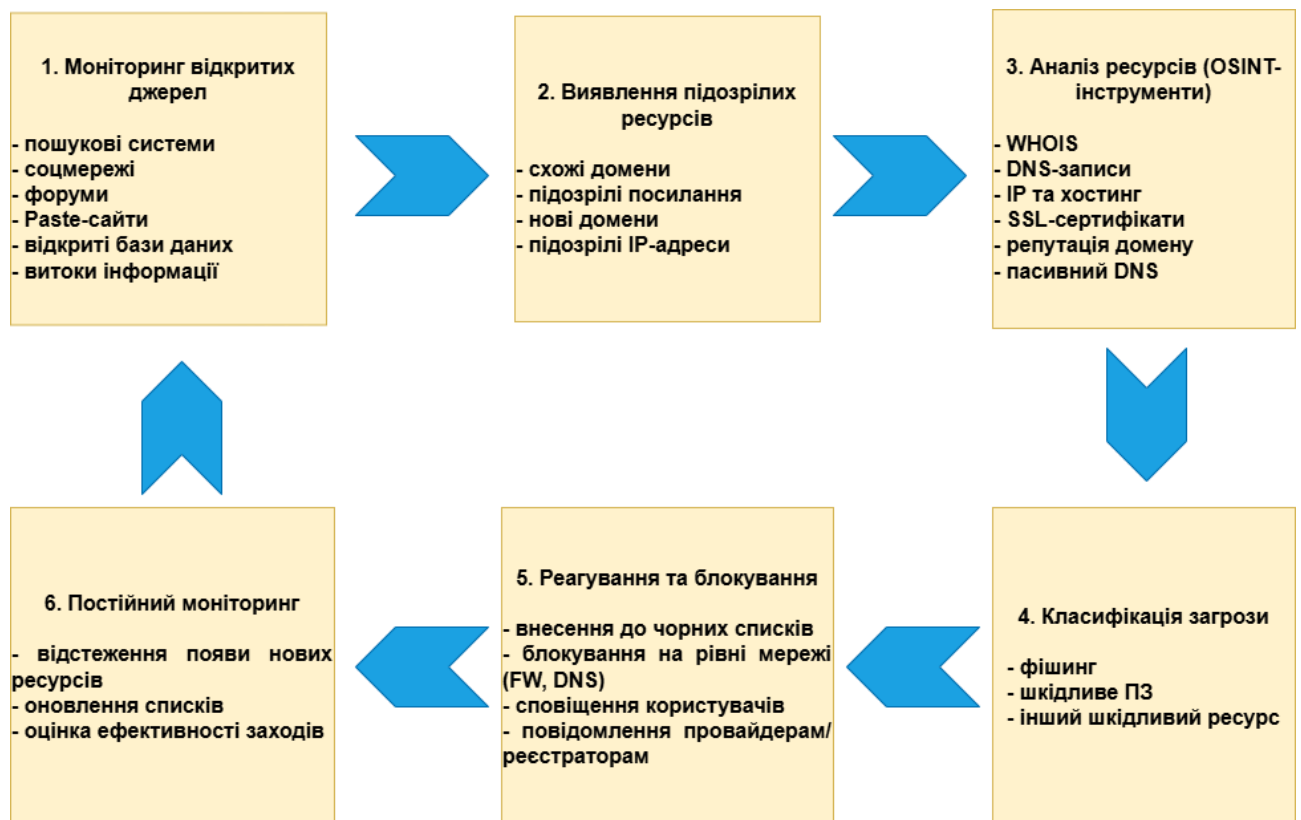 1. Моніторинг відкритих
джерел
- пошукові системи
- соцмережі
- форуми
- Paste-сайти
- відкриті бази даних
- витоки інформації
2. Виявлення підозрілих
ресурсів
- схожі домени
- підозрілі посилання
- нові домени
- підозрілі IP-адреси
3. Аналіз ресурсів (OSINT-
інструменти)
- WHOIS
- DNS-записи
- IP та хостинг
- SSL-сертифікати
- репутація домену
- пасивний DNS
4. Класифікація загрози
- фішинг
- шкідливе ПЗ
- інший шкідливий ресурс
5. Реагування та блокування
- внесення до чорних списків
- блокування на рівні мережі
(FW, DNS)
- сповіщення користувачів
- повідомлення провайдерам/
реєстраторам
6. Постійний моніторинг
- відстеження появи нових
ресурсів
- оновлення списків
- оцінка ефективності заходів